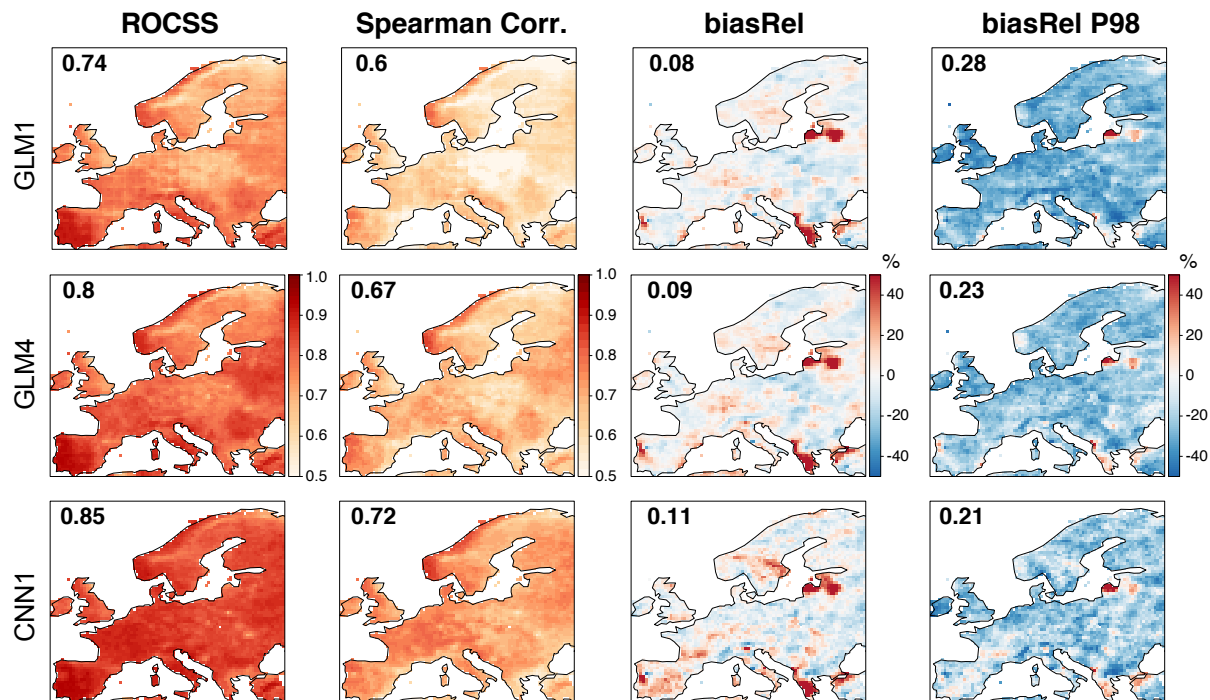 ROCSS Spearman Corr. biasRel biasRel P98
GLM1 0.74 0.6 0.08 0.28
% %
GLM4 0.8 0.67 0.09 0.23
1.0 1.0 40 40
0.9 0.9 20 20
0.8 0.8 0 0
0.7 0.7 -20 -20
0.6 0.6 -40 -40
0.5 0.5
CNN1 0.85 0.72 0.11 0.21